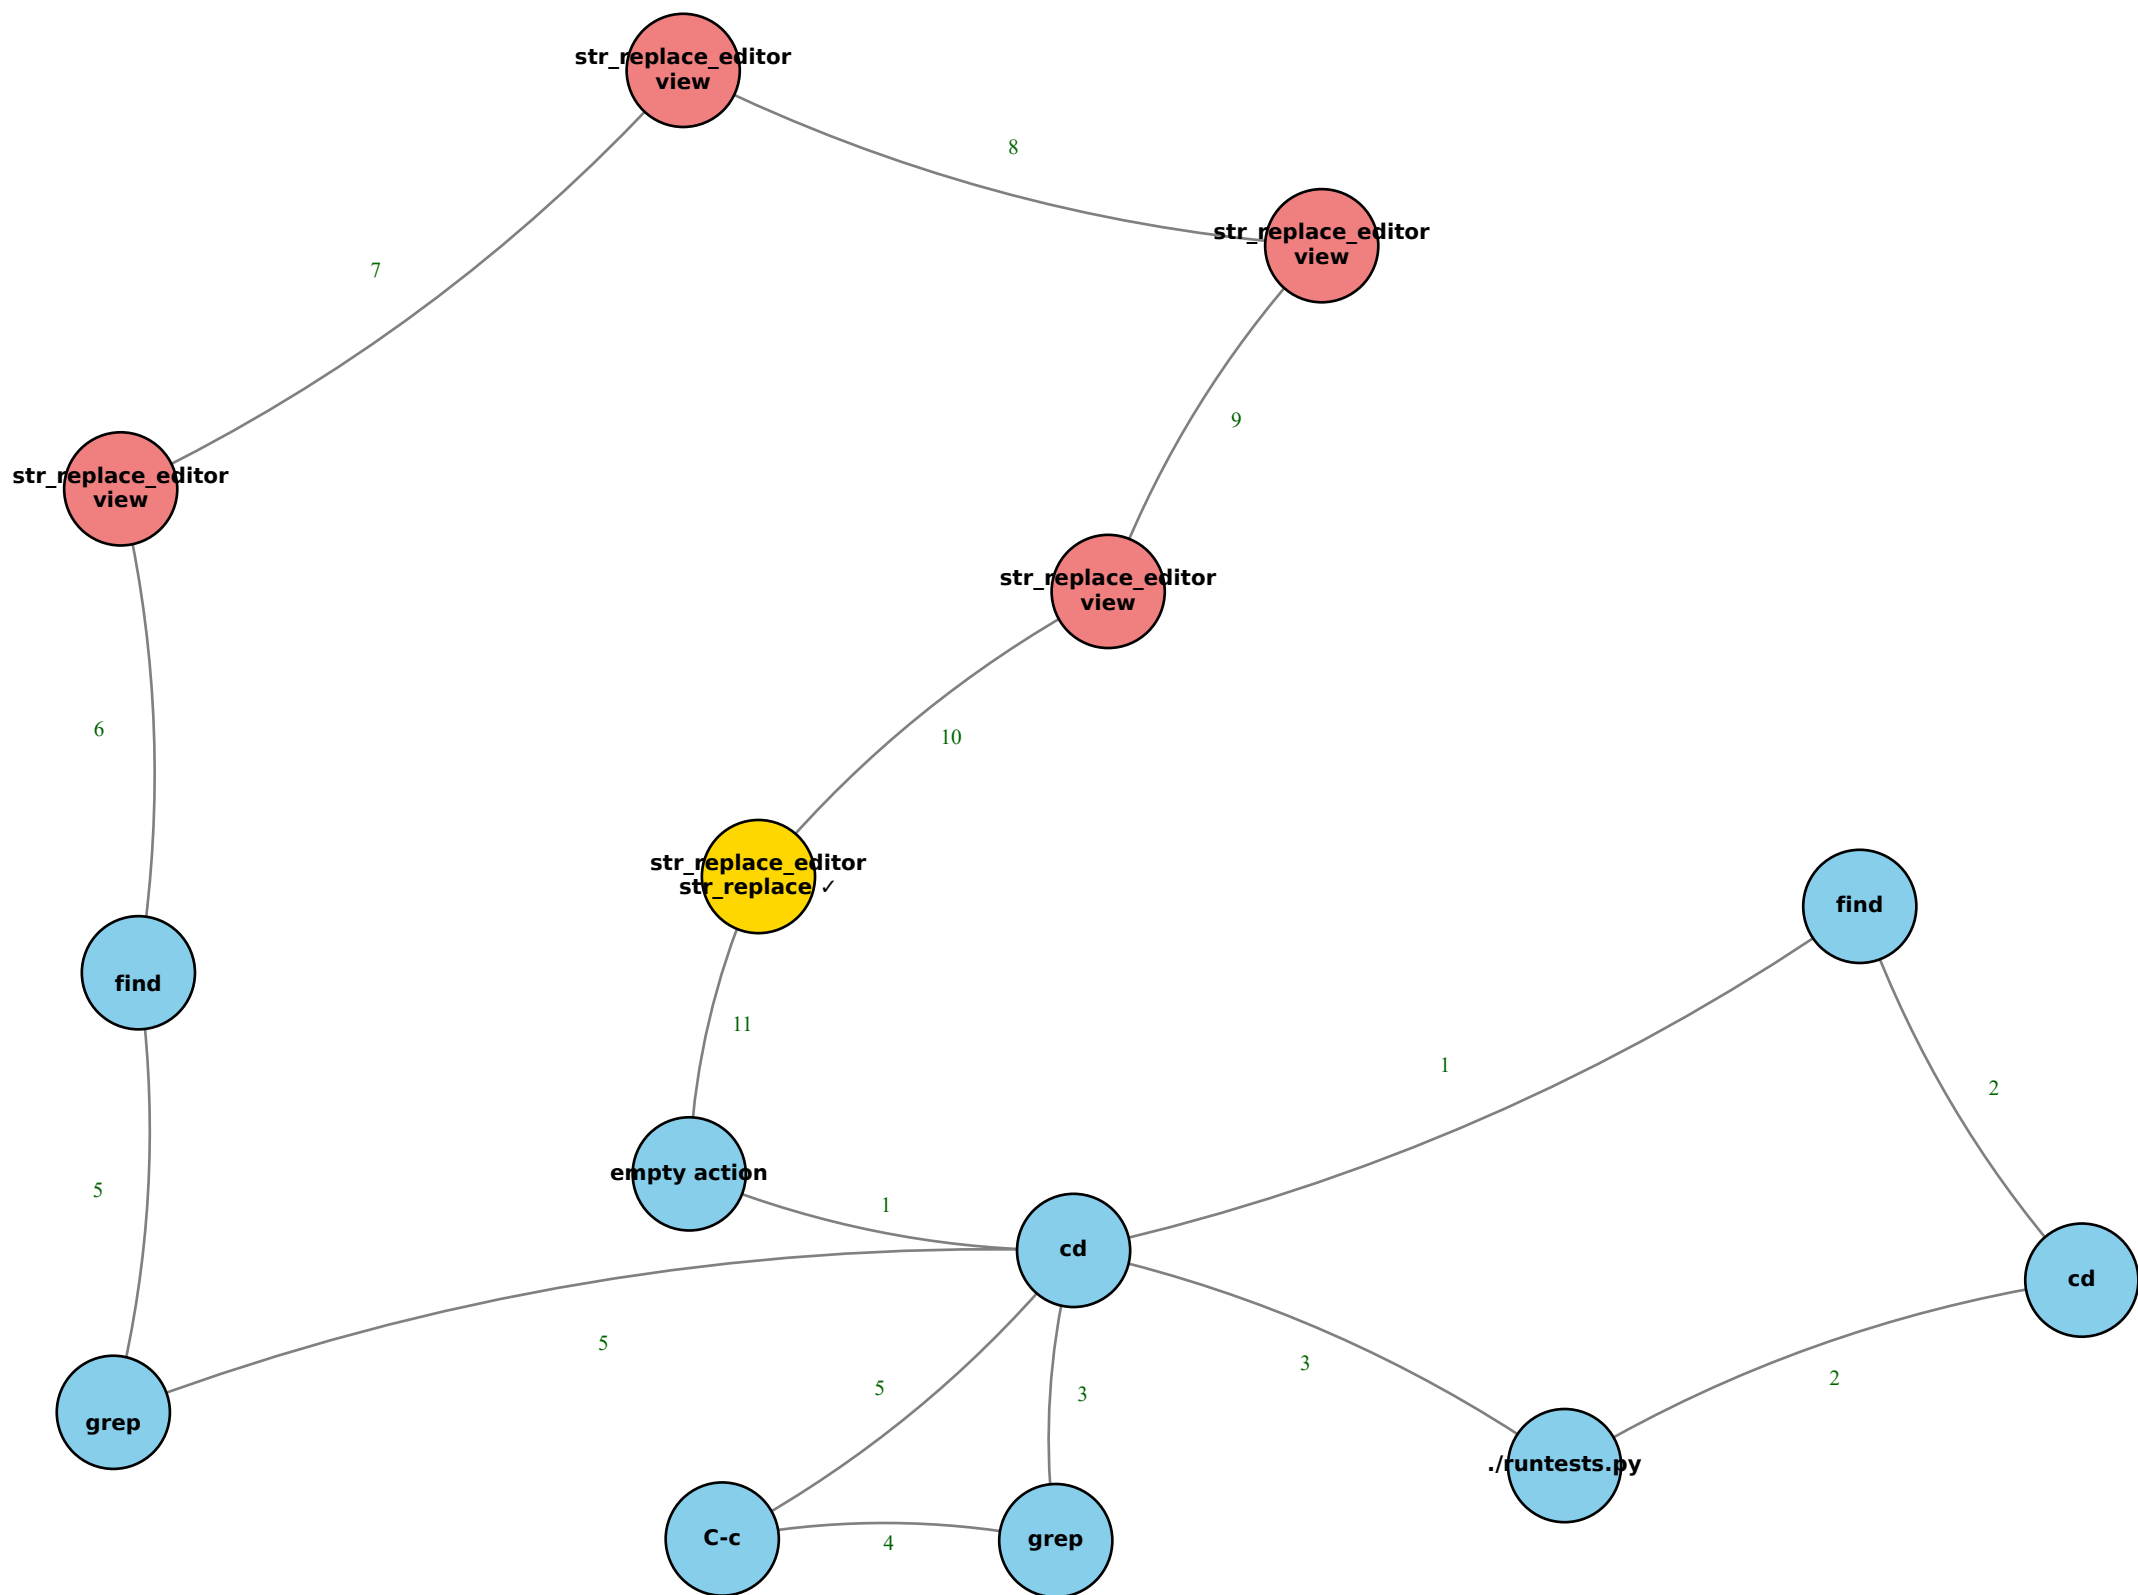 str_replace_editor
view
8
str_replace_editor
view
7
9
str_replace_editor
view
str_replace_editor
view
6
10
str_replace_editor
str_replace ✓
find
find
11
1
2
5
empty action
1
cd
cd
5
3
2
5
3
grep
./runtests.py
C-c
4
grep